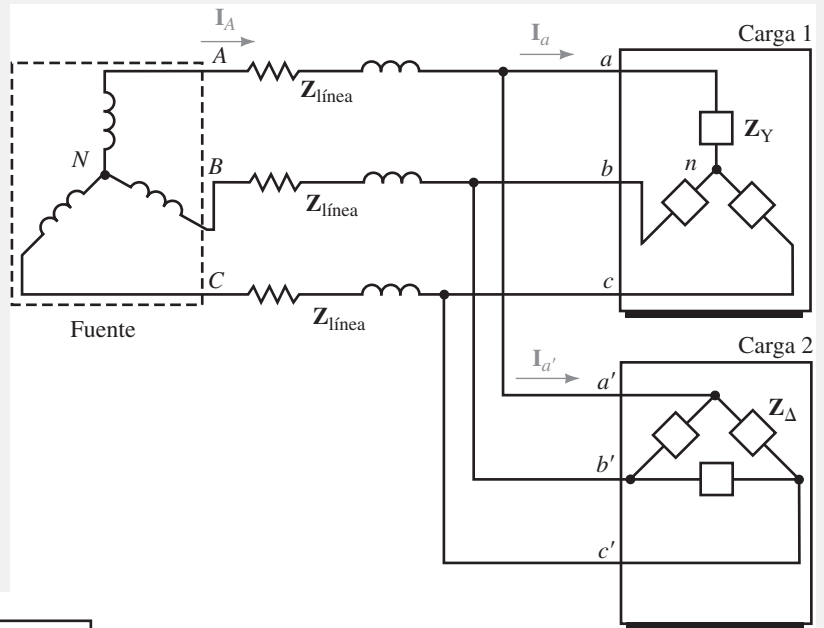 I_A
A
Z_línea
I_a
a
Carga 1
Z_Y
N
B
Z_línea
b
n
C
Z_línea
c
Fuente
Carga 2
I_a′
a′
Z_Δ
b′
c′